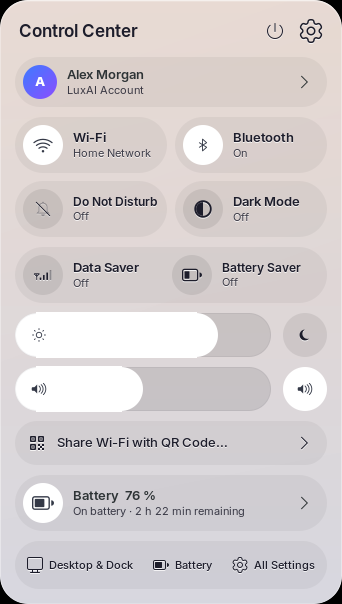 Control Center
A
Alex Morgan
LuxAI Account
Wi-Fi
Home Network
Bluetooth
On
Do Not Disturb
Off
Dark Mode
Off
Data Saver
Off
Battery Saver
Off
Share Wi-Fi with QR Code...
Battery 76 %
On battery · 2 h 22 min remaining
Desktop & Dock
Battery
All Settings